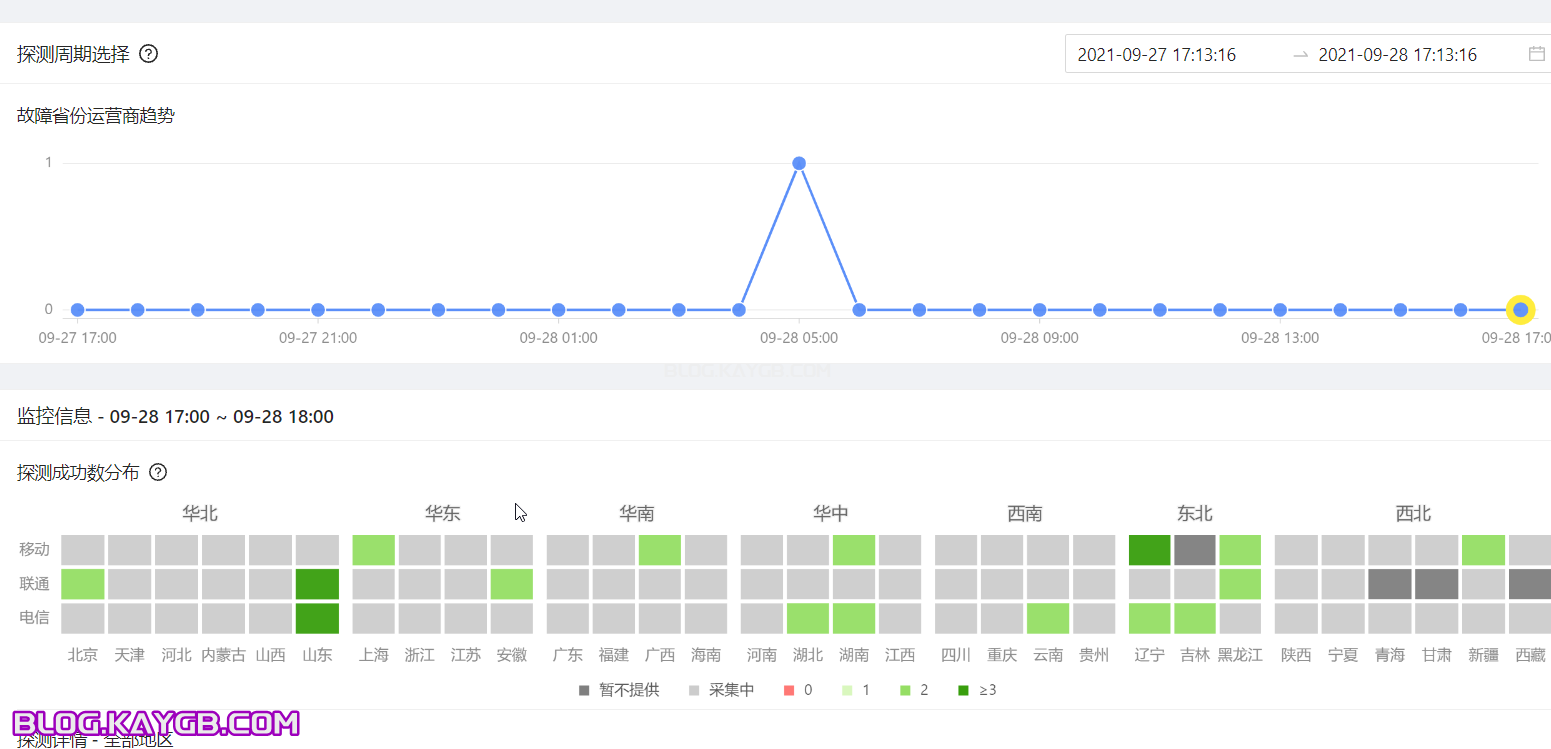 探测周期选择 ?
2021-09-27 17:13:16 → 2021-09-28 17:13:16
故障省份运营商趋势
1
0
09-27 17:00 09-27 21:00 09-28 01:00 09-28 05:00 09-28 09:00 09-28 13:00 09-28 17:0
BLOG.KAYGB.COM
监控信息 - 09-28 17:00 ~ 09-28 18:00
探测成功数分布 ?
华北 华东 华南 华中 西南 东北 西北
移动
联通
电信
北京 天津 河北 内蒙古 山西 山东 上海 浙江 江苏 安徽 广东 福建 广西 海南 河南 湖北 湖南 江西 四川 重庆 云南 贵州 辽宁 吉林 黑龙江 陕西 宁夏 青海 甘肃 新疆 西藏
暂不提供 采集中 0 1 2 ≥3
BLOG.KAYGB.COM
探测详情 - 全部地区